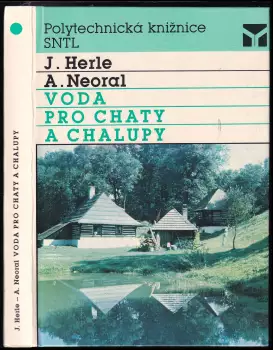 Polytechnická knižnice
SNTL
J. Herle
A. Neoral
VODA
PRO CHATY
A CHALUPY
J. Herle – A. Neoral VODA PRO CHATY A CHALUPY